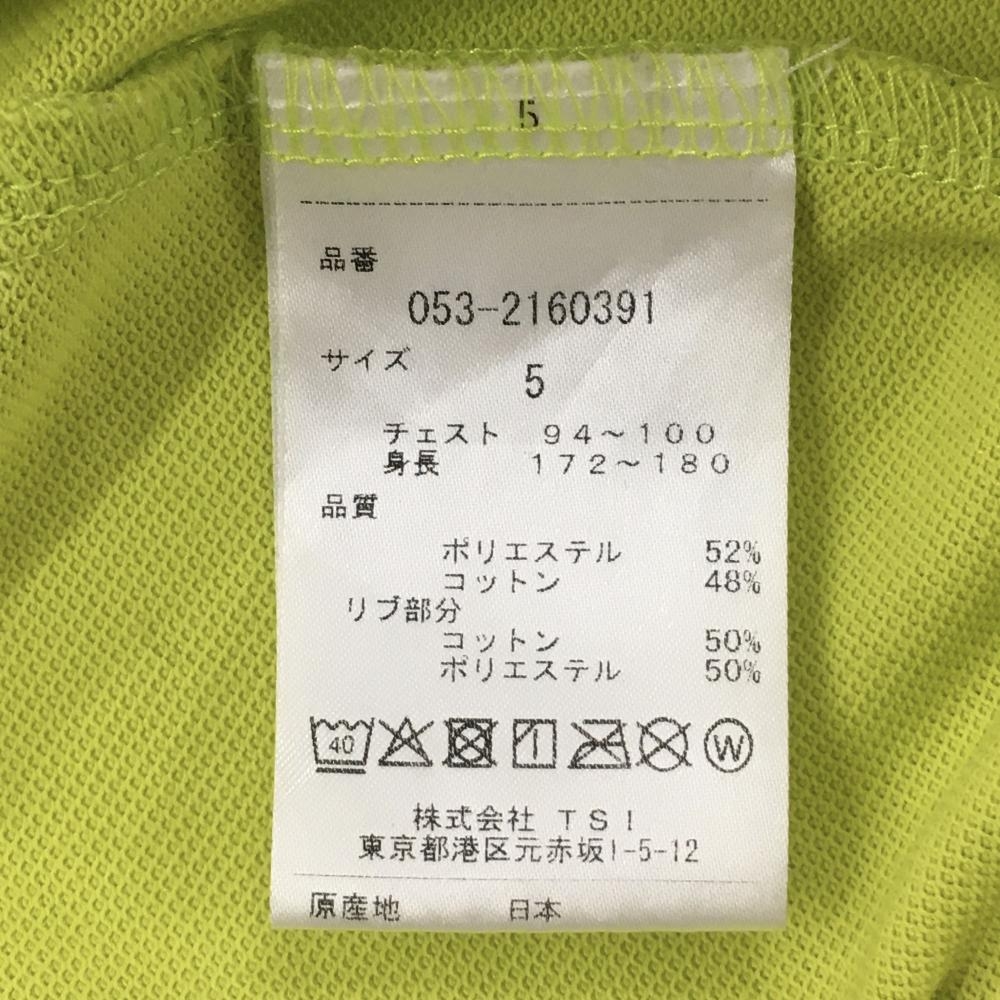 5
品番
053-2160391
サイズ
5
チェスト 94～100
身長 172～180
品質
ポリエステル 52%
コットン 48%
リブ部分
コットン 50%
ポリエステル 50%
40 W
株式会社 TSI
東京都港区元赤坂1-5-12
原産地 日本